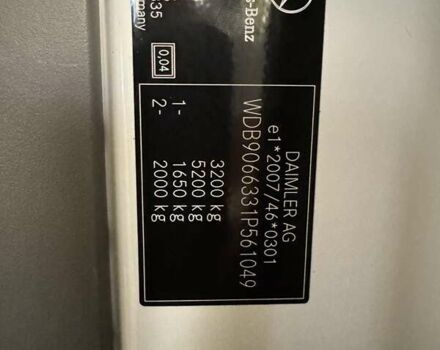 DAIMLER AG
e1*2007/46*0301
WDB9066331P561049
3200 kg
5200 kg
1- 1650 kg
2- 2000 kg
s-Benz
0,04
35
many